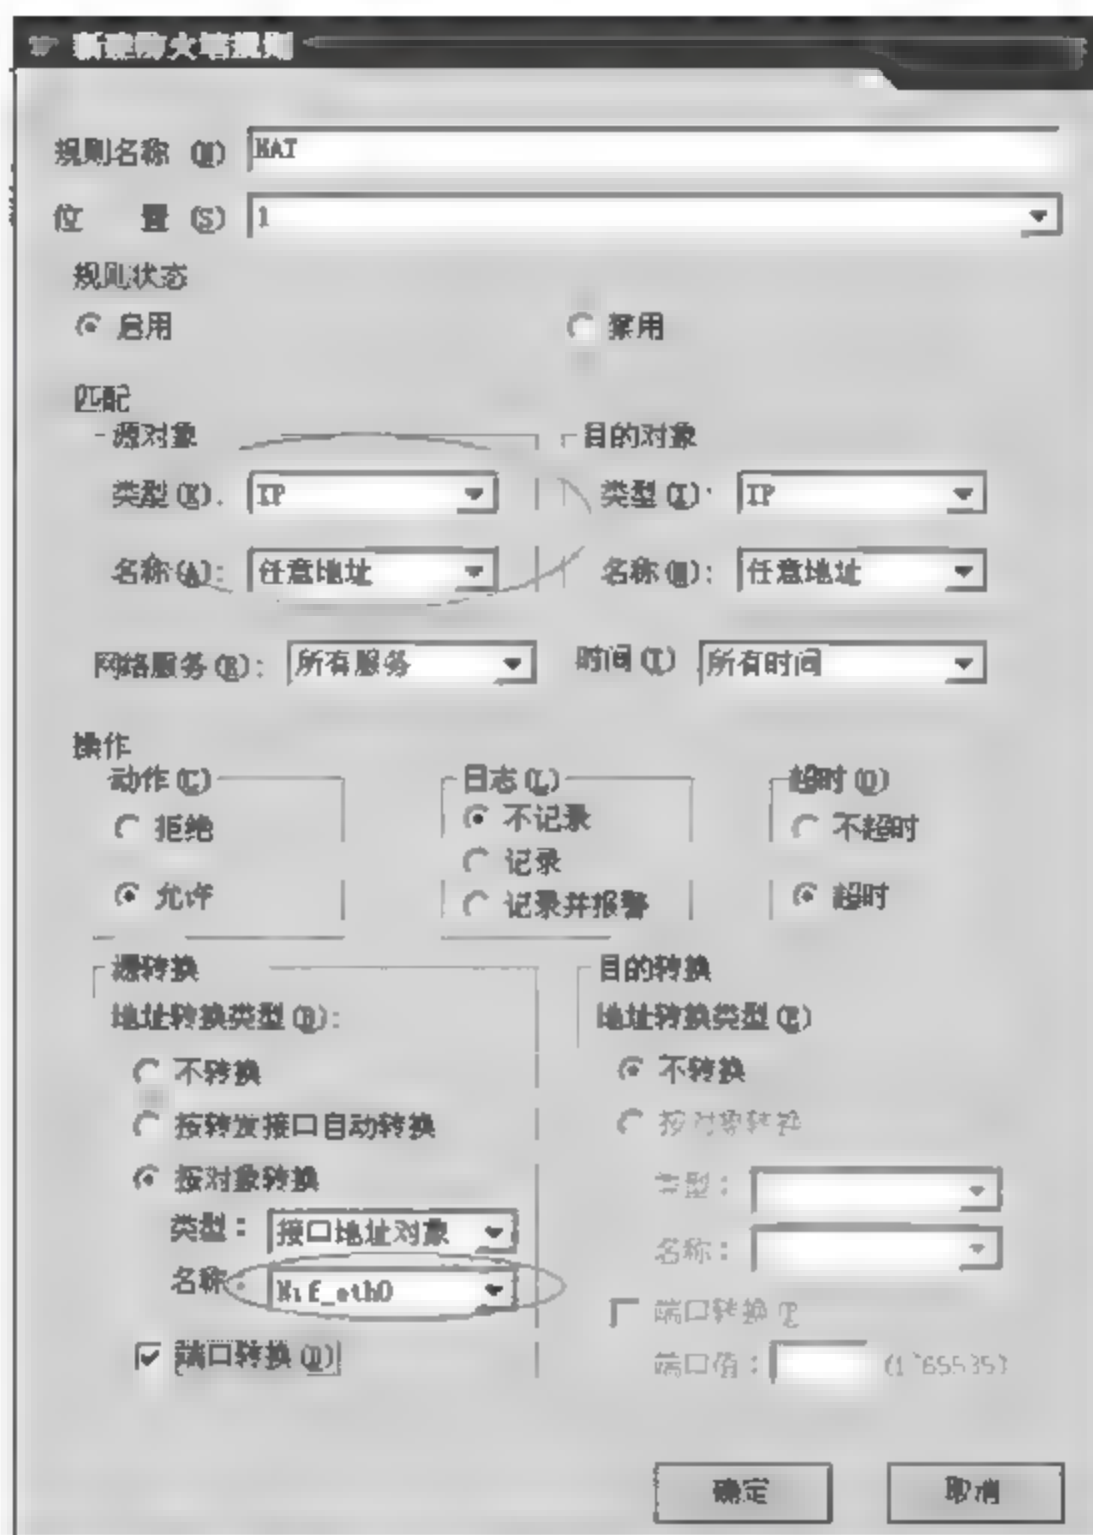 新建防火墙规则
规则名称 (N) NAT
位 置 (S) 1
规则状态
启用 禁用
匹配
源对象 目的对象
类型(K). IP 类型(I): IP
名称(A): 任意地址 名称(M): 任意地址
网络服务(R): 所有服务 时间(T) 所有时间
操作
动作(C) 日志(L) 超时(O)
拒绝 不记录 不超时
允许 记录 超时
记录并报警
源转换 目的转换
地址转换类型(B): 地址转换类型(E)
不转换 不转换
按转发接口自动转换 按对象转换
按对象转换
类型: 接口地址对象 类型:
名称: Nif_eth0 名称:
端口转换(D) 端口转换(P
端口值: (1~65535)
确定 取消